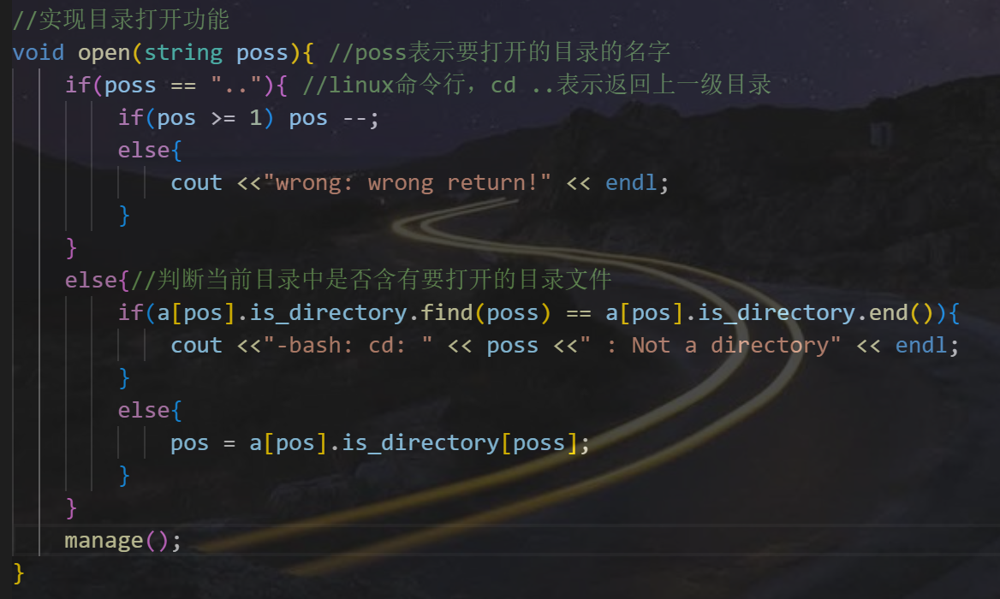 //实现目录打开功能
void open(string poss){ //poss表示要打开的目录的名字
    if(poss == ".."){ //linux命令行，cd ..表示返回上一级目录
        if(pos >= 1) pos --;
        else{
            cout <<"wrong: wrong return!" << endl;
        }
    }
    else{//判断当前目录中是否含有要打开的目录文件
        if(a[pos].is_directory.find(poss) == a[pos].is_directory.end()){
            cout <<"-bash: cd: " << poss <<" : Not a directory" << endl;
        }
        else{
            pos = a[pos].is_directory[poss];
        }
    }
    manage();
}